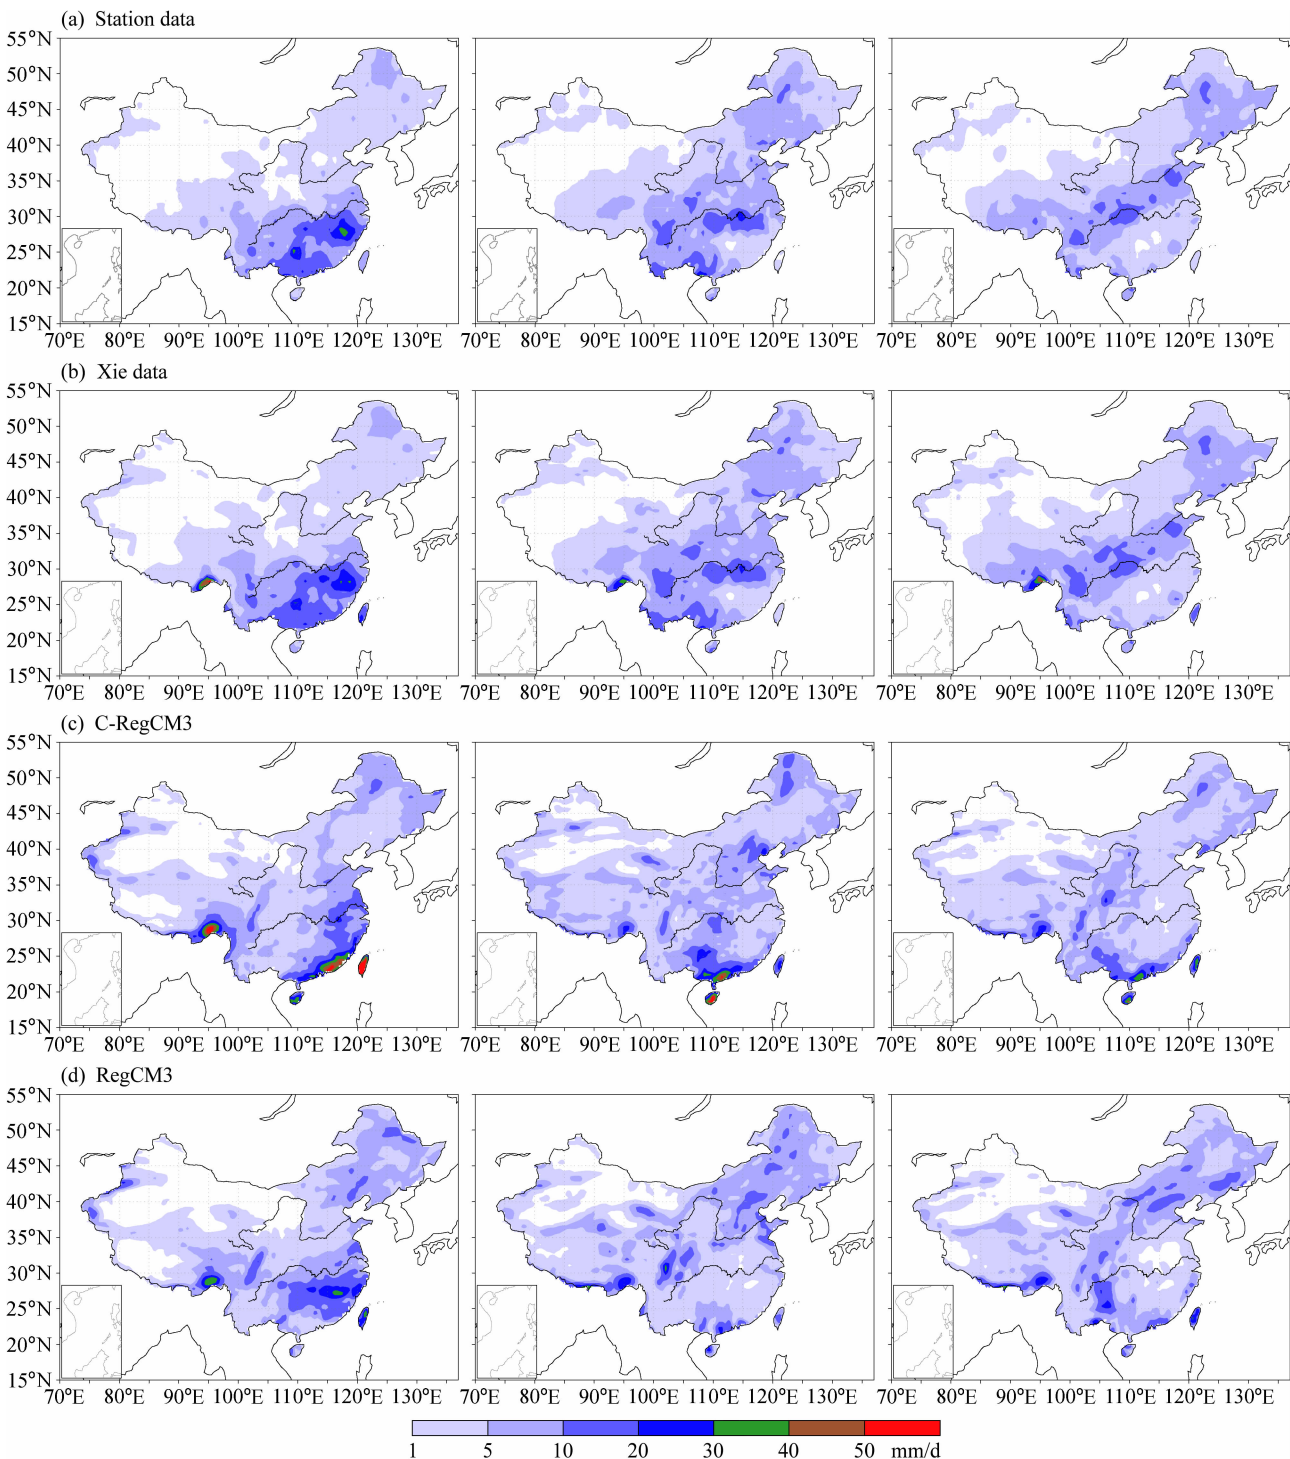 (a) Station data
55°N
50°N
45°N
40°N
35°N
30°N
25°N
20°N
15°N
70°E 80°E 90°E 100°E 110°E 120°E 130°E 70°E 80°E 90°E 100°E 110°E 120°E 130°E 70°E 80°E 90°E 100°E 110°E 120°E 130°E
(b) Xie data
55°N
50°N
45°N
40°N
35°N
30°N
25°N
20°N
15°N
70°E 80°E 90°E 100°E 110°E 120°E 130°E 70°E 80°E 90°E 100°E 110°E 120°E 130°E 70°E 80°E 90°E 100°E 110°E 120°E 130°E
(c) C-RegCM3
55°N
50°N
45°N
40°N
35°N
30°N
25°N
20°N
15°N
70°E 80°E 90°E 100°E 110°E 120°E 130°E 70°E 80°E 90°E 100°E 110°E 120°E 130°E 70°E 80°E 90°E 100°E 110°E 120°E 130°E
(d) RegCM3
55°N
50°N
45°N
40°N
35°N
30°N
25°N
20°N
15°N
70°E 80°E 90°E 100°E 110°E 120°E 130°E 70°E 80°E 90°E 100°E 110°E 120°E 130°E 70°E 80°E 90°E 100°E 110°E 120°E 130°E
1 5 10 20 30 40 50 mm/d